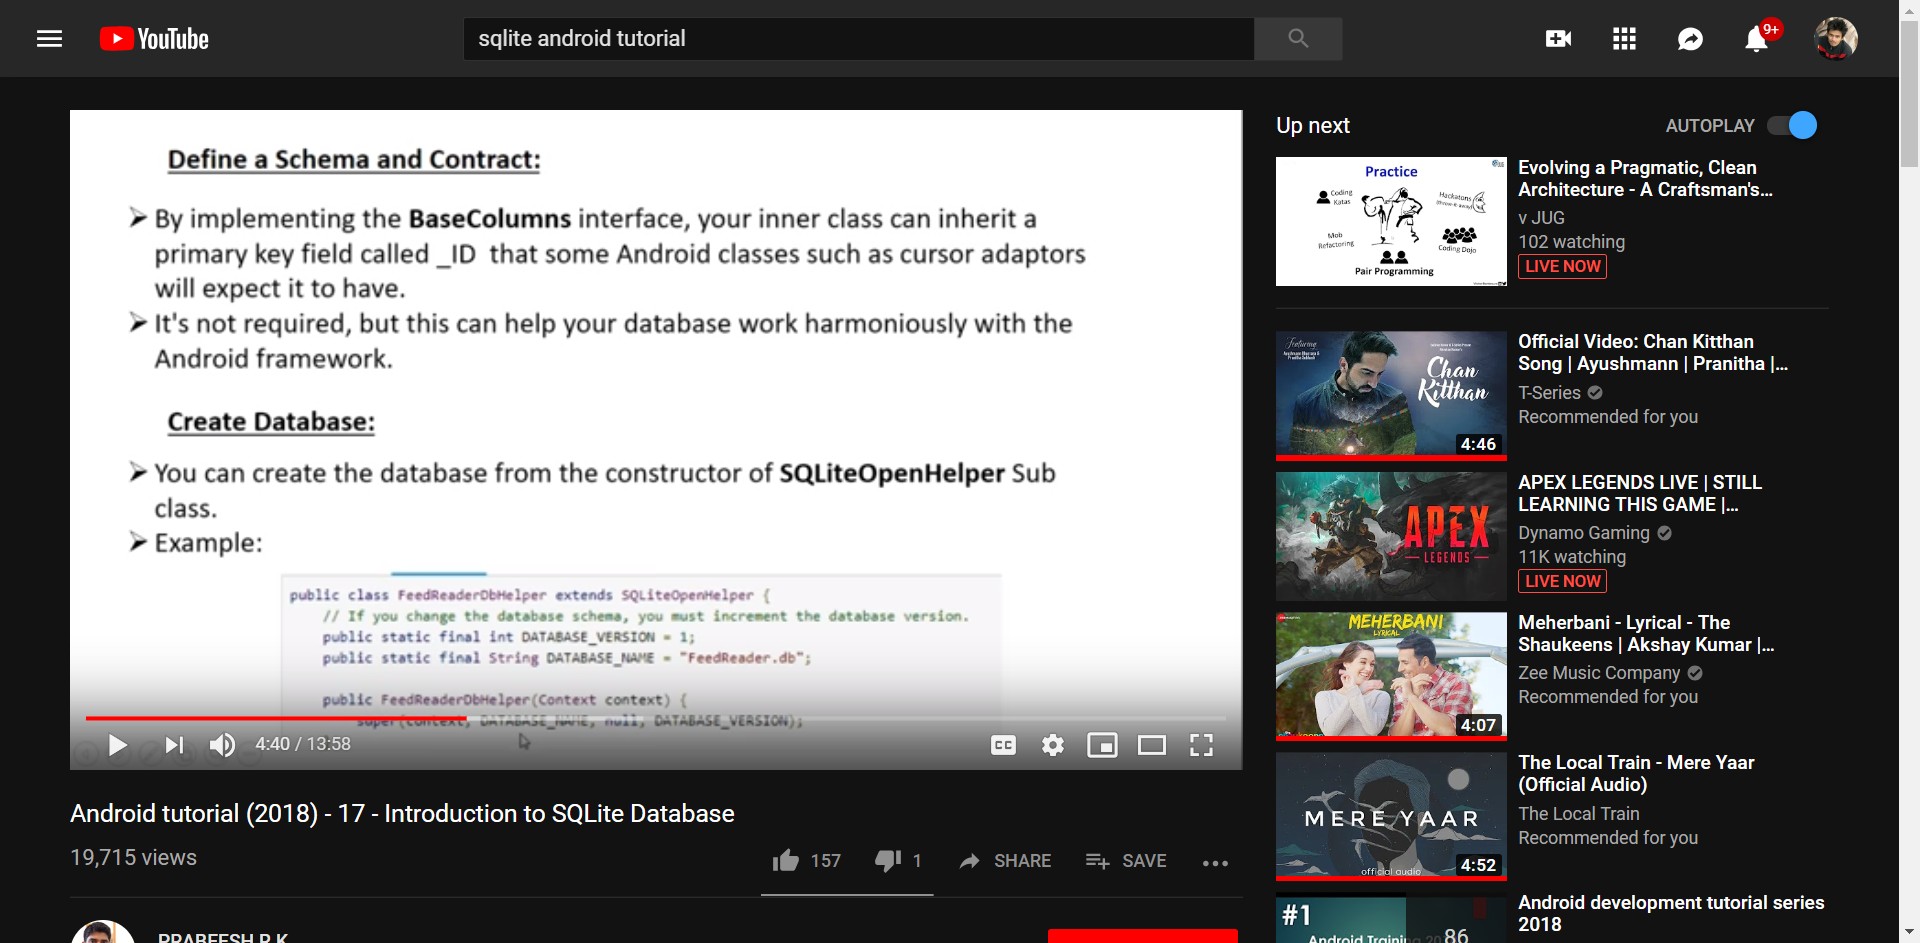 YouTube
sqlite android tutorial
9+
Define a Schema and Contract:
➤ By implementing the BaseColumns interface, your inner class can inherit a
primary key field called _ID that some Android classes such as cursor adaptors
will expect it to have.
➤ It's not required, but this can help your database work harmoniously with the
Android framework.
Create Database:
➤ You can create the database from the constructor of SQLiteOpenHelper Sub
class.
➤ Example:
public class FeedReaderDbHelper extends SQLiteOpenHelper {
// If you change the database schema, you must increment the database version.
public static final int DATABASE_VERSION = 1;
public static final String DATABASE_NAME = "FeedReader.db";
public FeedReaderDbHelper(Context context) {
super(context, DATABASE_NAME, null, DATABASE_VERSION);
4:40 / 13:58
CC
Android tutorial (2018) - 17 - Introduction to SQLite Database
19,715 views
157
1
SHARE
SAVE
PRABEESH R K
Up next
AUTOPLAY
Practice
Coding
Katas
Hackatons
(throw-it-away)
Mob
Refactoring
Coding Dojo
Pair Programming
Evolving a Pragmatic, Clean
Architecture - A Craftsman's...
v JUG
102 watching
LIVE NOW
Featuring
Chan
Kitthan
4:46
Official Video: Chan Kitthan
Song | Ayushmann | Pranitha |...
T-Series
Recommended for you
APEX
LEGENDS
APEX LEGENDS LIVE | STILL
LEARNING THIS GAME |...
Dynamo Gaming
11K watching
LIVE NOW
MEHERBANI
LYRICAL
4:07
Meherbani - Lyrical - The
Shaukeens | Akshay Kumar |...
Zee Music Company
Recommended for you
MERE YAAR
official audio
4:52
The Local Train - Mere Yaar
(Official Audio)
The Local Train
Recommended for you
#1
Android Training 20
86
Android development tutorial series
2018